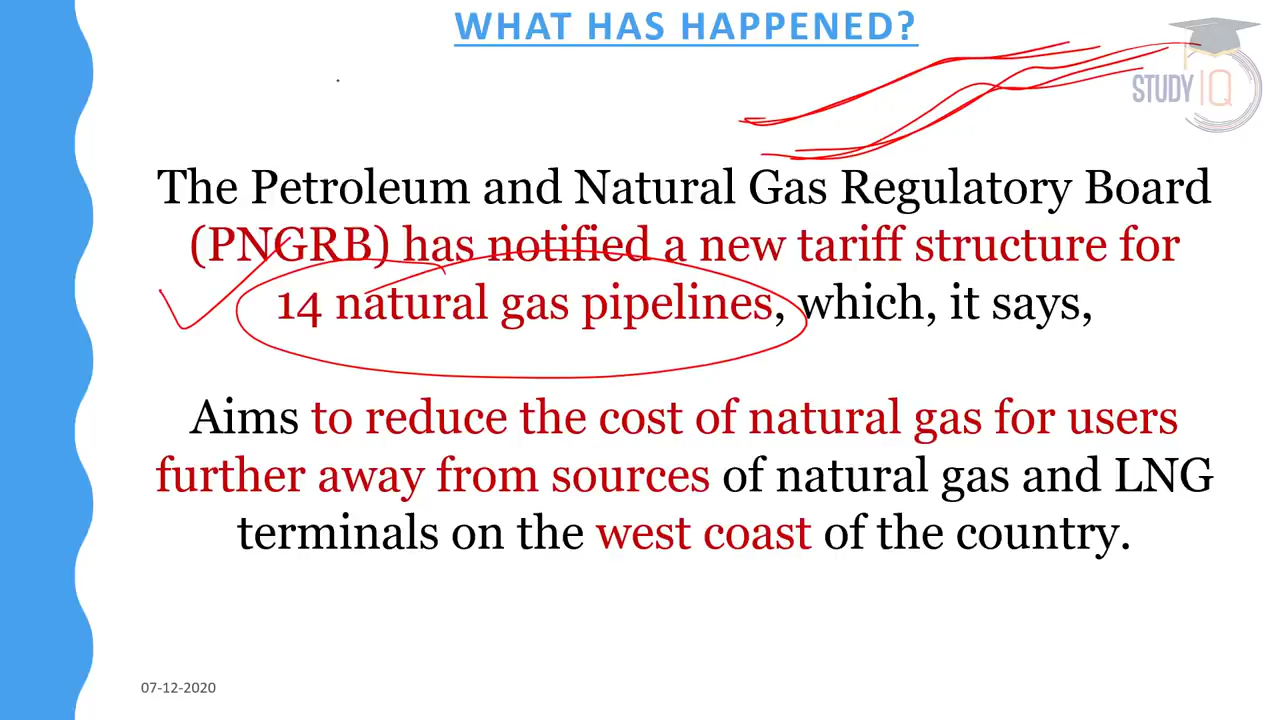 WHAT HAS HAPPENED?
STUDY IQ
The Petroleum and Natural Gas Regulatory Board
(PNGRB) has notified a new tariff structure for
14 natural gas pipelines, which, it says,
Aims to reduce the cost of natural gas for users
further away from sources of natural gas and LNG
terminals on the west coast of the country.
07-12-2020